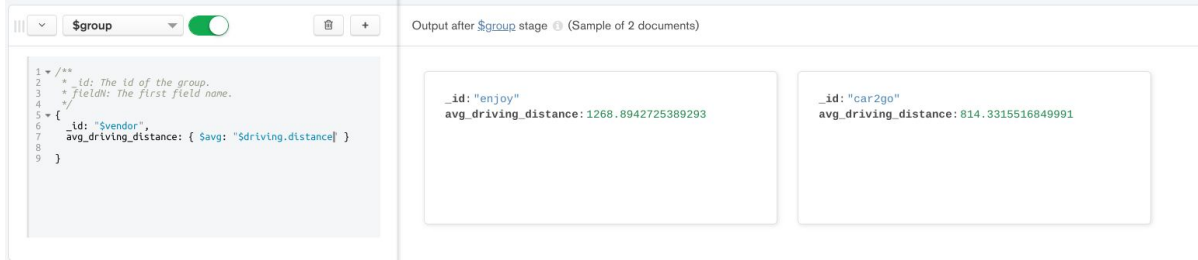 $group
+
Output after $group stage (Sample of 2 documents)
1 /**
2  * _id: The id of the group.
3  * fieldN: The first field name.
4  */
5 {
6   _id: "$vendor",
7   avg_driving_distance: { $avg: "$driving.distance" }
8
9 }
_id: "enjoy"
avg_driving_distance: 1268.8942725389293
_id: "car2go"
avg_driving_distance: 814.3315516849991